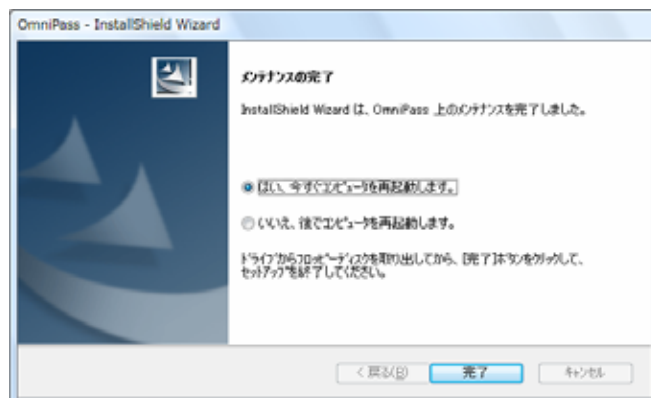 OmniPass - InstallShield Wizard
メンテナンスの完了
InstallShield Wizard は、OmniPass 上のメンテナンスを完了しました。
はい、今すぐコンピュータを再起動します。
いいえ、後でコンピュータを再起動します。
ドライブからフロッピーディスクを取り出してから、[完了]ボタンをクリックして、
セットアップを終了してください。
< 戻る(B)
完了
キャンセル